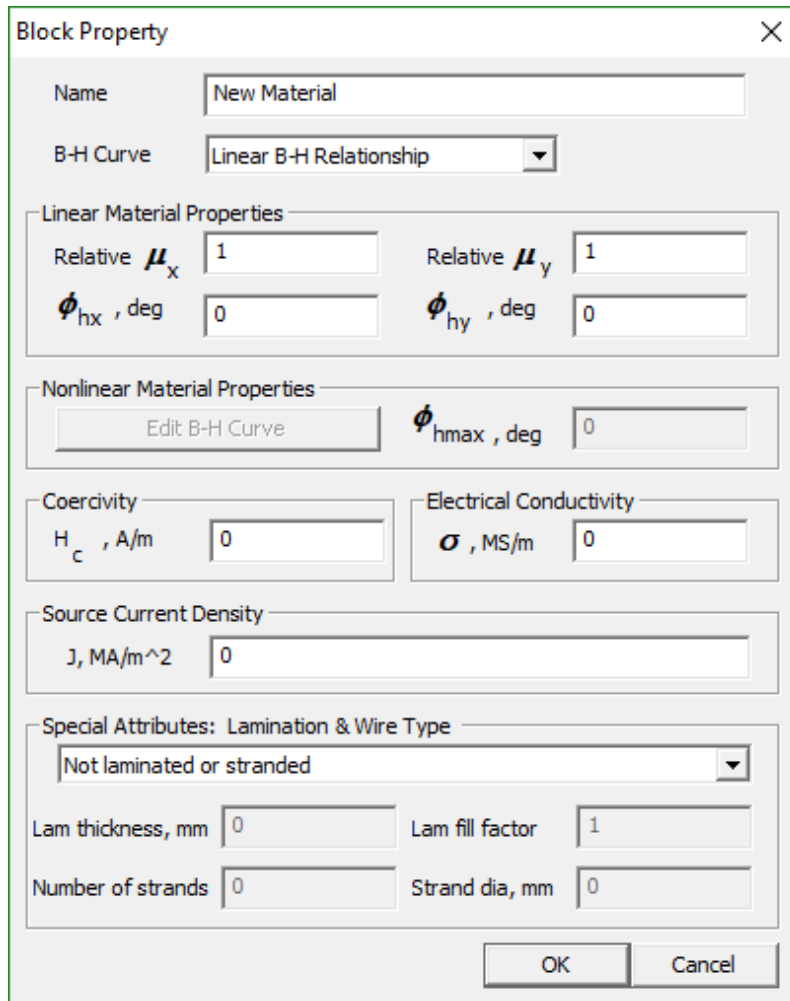 Block Property
Name New Material
B-H Curve Linear B-H Relationship
Linear Material Properties
Relative μx 1 Relative μy 1
ϕhx , deg 0 ϕhy , deg 0
Nonlinear Material Properties
Edit B-H Curve ϕhmax , deg 0
Coercivity Electrical Conductivity
Hc , A/m 0 σ , MS/m 0
Source Current Density
J, MA/m^2 0
Special Attributes: Lamination & Wire Type
Not laminated or stranded
Lam thickness, mm 0 Lam fill factor 1
Number of strands 0 Strand dia, mm 0
OK Cancel